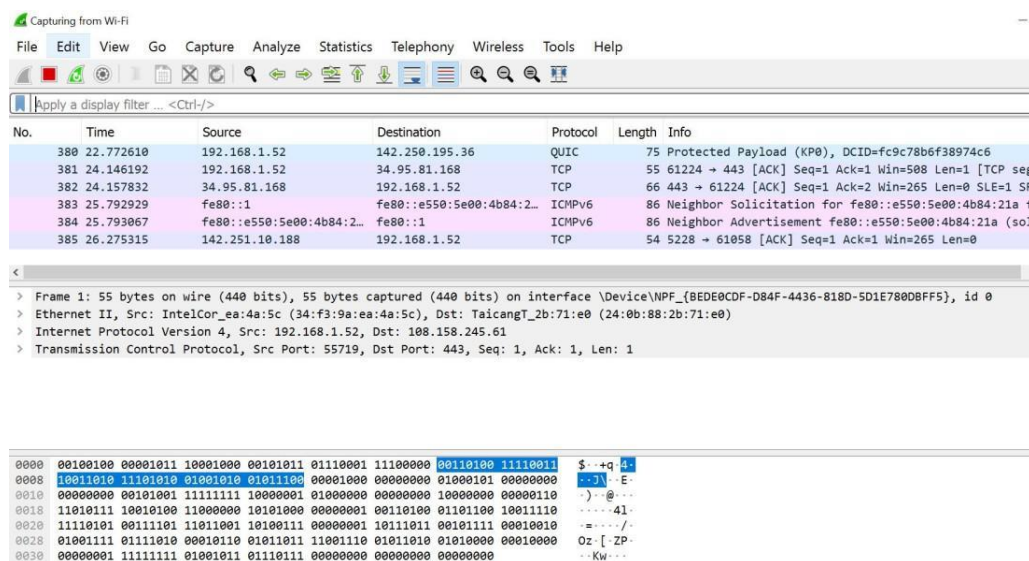 Capturing from Wi-Fi
File Edit View Go Capture Analyze Statistics Telephony Wireless Tools Help
Apply a display filter ... <Ctrl-/>
No. Time Source Destination Protocol Length Info
380 22.772610 192.168.1.52 142.250.195.36 QUIC 75 Protected Payload (KP0), DCID=fc9c78b6f38974c6
381 24.146192 192.168.1.52 34.95.81.168 TCP 55 61224 → 443 [ACK] Seq=1 Ack=1 Win=508 Len=1 [TCP seg
382 24.157832 34.95.81.168 192.168.1.52 TCP 66 443 → 61224 [ACK] Seq=1 Ack=2 Win=265 Len=0 SLE=1 SR
383 25.792929 fe80::1 fe80::e550:5e00:4b84:2… ICMPv6 86 Neighbor Solicitation for fe80::e550:5e00:4b84:21a f
384 25.793067 fe80::e550:5e00:4b84:2… fe80::1 ICMPv6 86 Neighbor Advertisement fe80::e550:5e00:4b84:21a (sol
385 26.275315 142.251.10.188 192.168.1.52 TCP 54 5228 → 61058 [ACK] Seq=1 Ack=1 Win=265 Len=0
> Frame 1: 55 bytes on wire (440 bits), 55 bytes captured (440 bits) on interface \Device\NPF_{BEDE0CDF-D84F-4436-818D-5D1E780DBFF5}, id 0
> Ethernet II, Src: IntelCor_ea:4a:5c (34:f3:9a:ea:4a:5c), Dst: TaicangT_2b:71:e0 (24:0b:88:2b:71:e0)
> Internet Protocol Version 4, Src: 192.168.1.52, Dst: 108.158.245.61
> Transmission Control Protocol, Src Port: 55719, Dst Port: 443, Seq: 1, Ack: 1, Len: 1
0000 00100100 00001011 10001000 00101011 01110001 11100000 00110100 11110011 $··+q·4·
0008 10011010 11101010 01001010 01011100 00001000 00000000 01000101 00000000 ··J\··E·
0010 00000000 00101001 11111111 10000001 01000000 00000000 10000000 00000110 ·)··@···
0018 11010111 10010100 11000000 10101000 00000001 00110100 01101100 10011110 ·····4l·
0020 11110101 00111101 11011001 10100111 00000001 10111011 00101111 00010010 ·=····/·
0028 01001111 01111010 00010110 01011011 11001110 01011010 01010000 00010000 Oz·[·ZP·
0030 00000001 11111111 01001011 01110111 00000000 00000000 00000000 ··Kw···